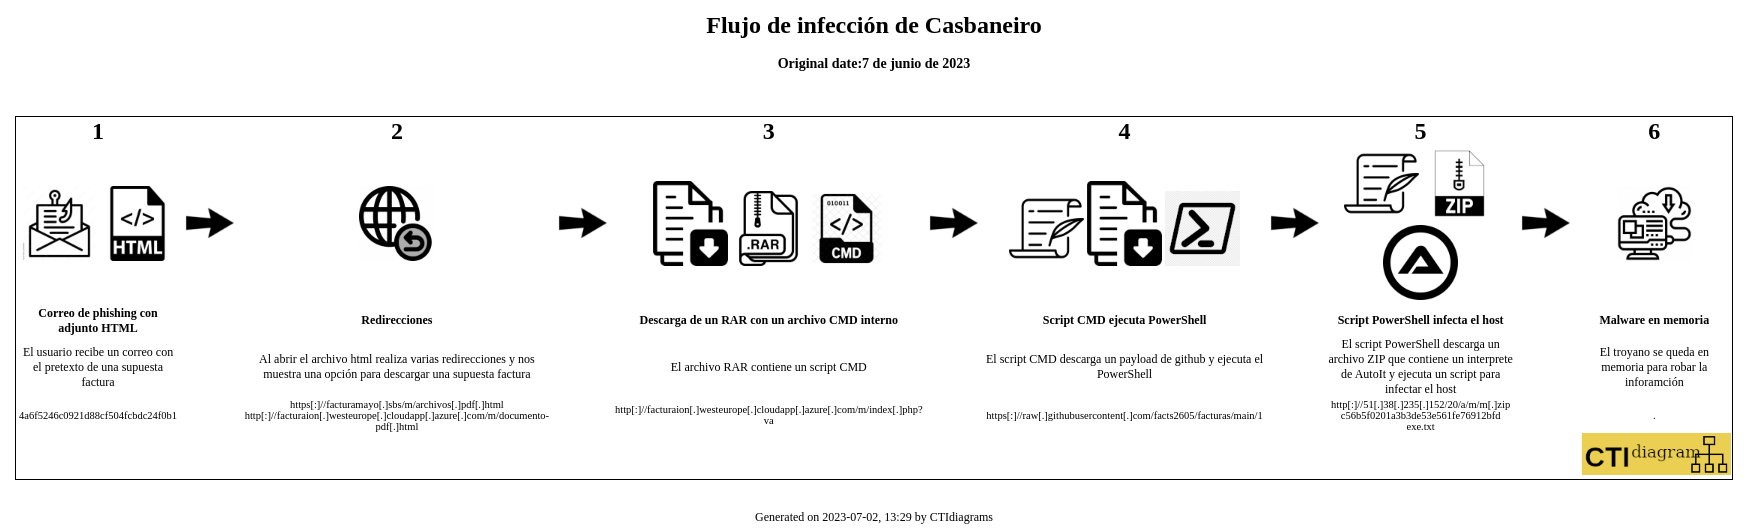 Flujo de infección de Casbaneiro
Original date:7 de junio de 2023
1
2
3
4
5
6
HTML
.RAR
010011
</>
CMD
ZIP
Correo de phishing con
adjunto HTML
El usuario recibe un correo con
el pretexto de una supuesta
factura
4a6f5246c0921d88cf504fcbdc24f0b1
Redirecciones
Al abrir el archivo html realiza varias redirecciones y nos
muestra una opción para descargar una supuesta factura
https[:]//facturamayo[.]sbs/m/archivos[.]pdf[.]html
http[:]//facturaion[.]westeurope[.]cloudapp[.]azure[.]com/m/documento-
pdf[.]html
Descarga de un RAR con un archivo CMD interno
El archivo RAR contiene un script CMD
http[:]//facturaion[.]westeurope[.]cloudapp[.]azure[.]com/m/index[.]php?
va
Script CMD ejecuta PowerShell
El script CMD descarga un payload de github y ejecuta el
PowerShell
https[:]//raw[.]githubusercontent[.]com/facts2605/facturas/main/1
Script PowerShell infecta el host
El script PowerShell descarga un
archivo ZIP que contiene un interprete
de AutoIt y ejecuta un script para
infectar el host
http[:]//51[.]38[.]235[.]152/20/a/m/m[.]zip
c56b5f0201a3b3de53e561fe76912bfd
exe.txt
Malware en memoria
El troyano se queda en
memoria para robar la
inforamción
.
CTI diagram
Generated on 2023-07-02, 13:29 by CTIdiagrams